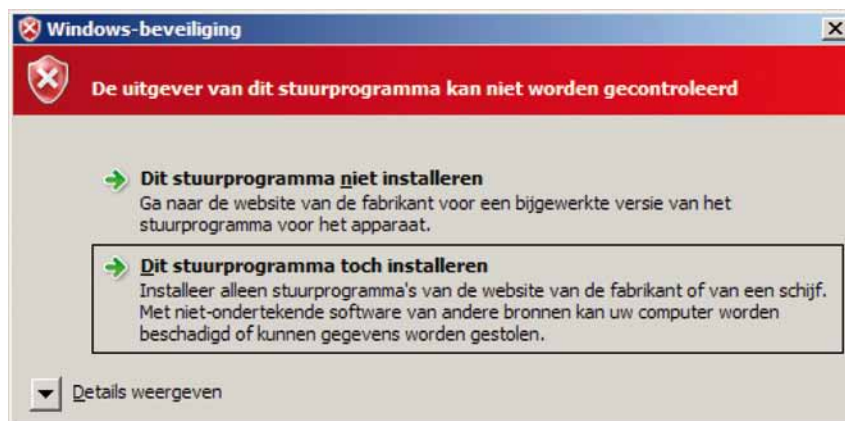 Windows-beveiliging
De uitgever van dit stuurprogramma kan niet worden gecontroleerd
Dit stuurprogramma niet installeren
Ga naar de website van de fabrikant voor een bijgewerkte versie van het
stuurprogramma voor het apparaat.
Dit stuurprogramma toch installeren
Installeer alleen stuurprogramma's van de website van de fabrikant of van een schijf.
Met niet-ondertekende software van andere bronnen kan uw computer worden
beschadigd of kunnen gegevens worden gestolen.
Details weergeven